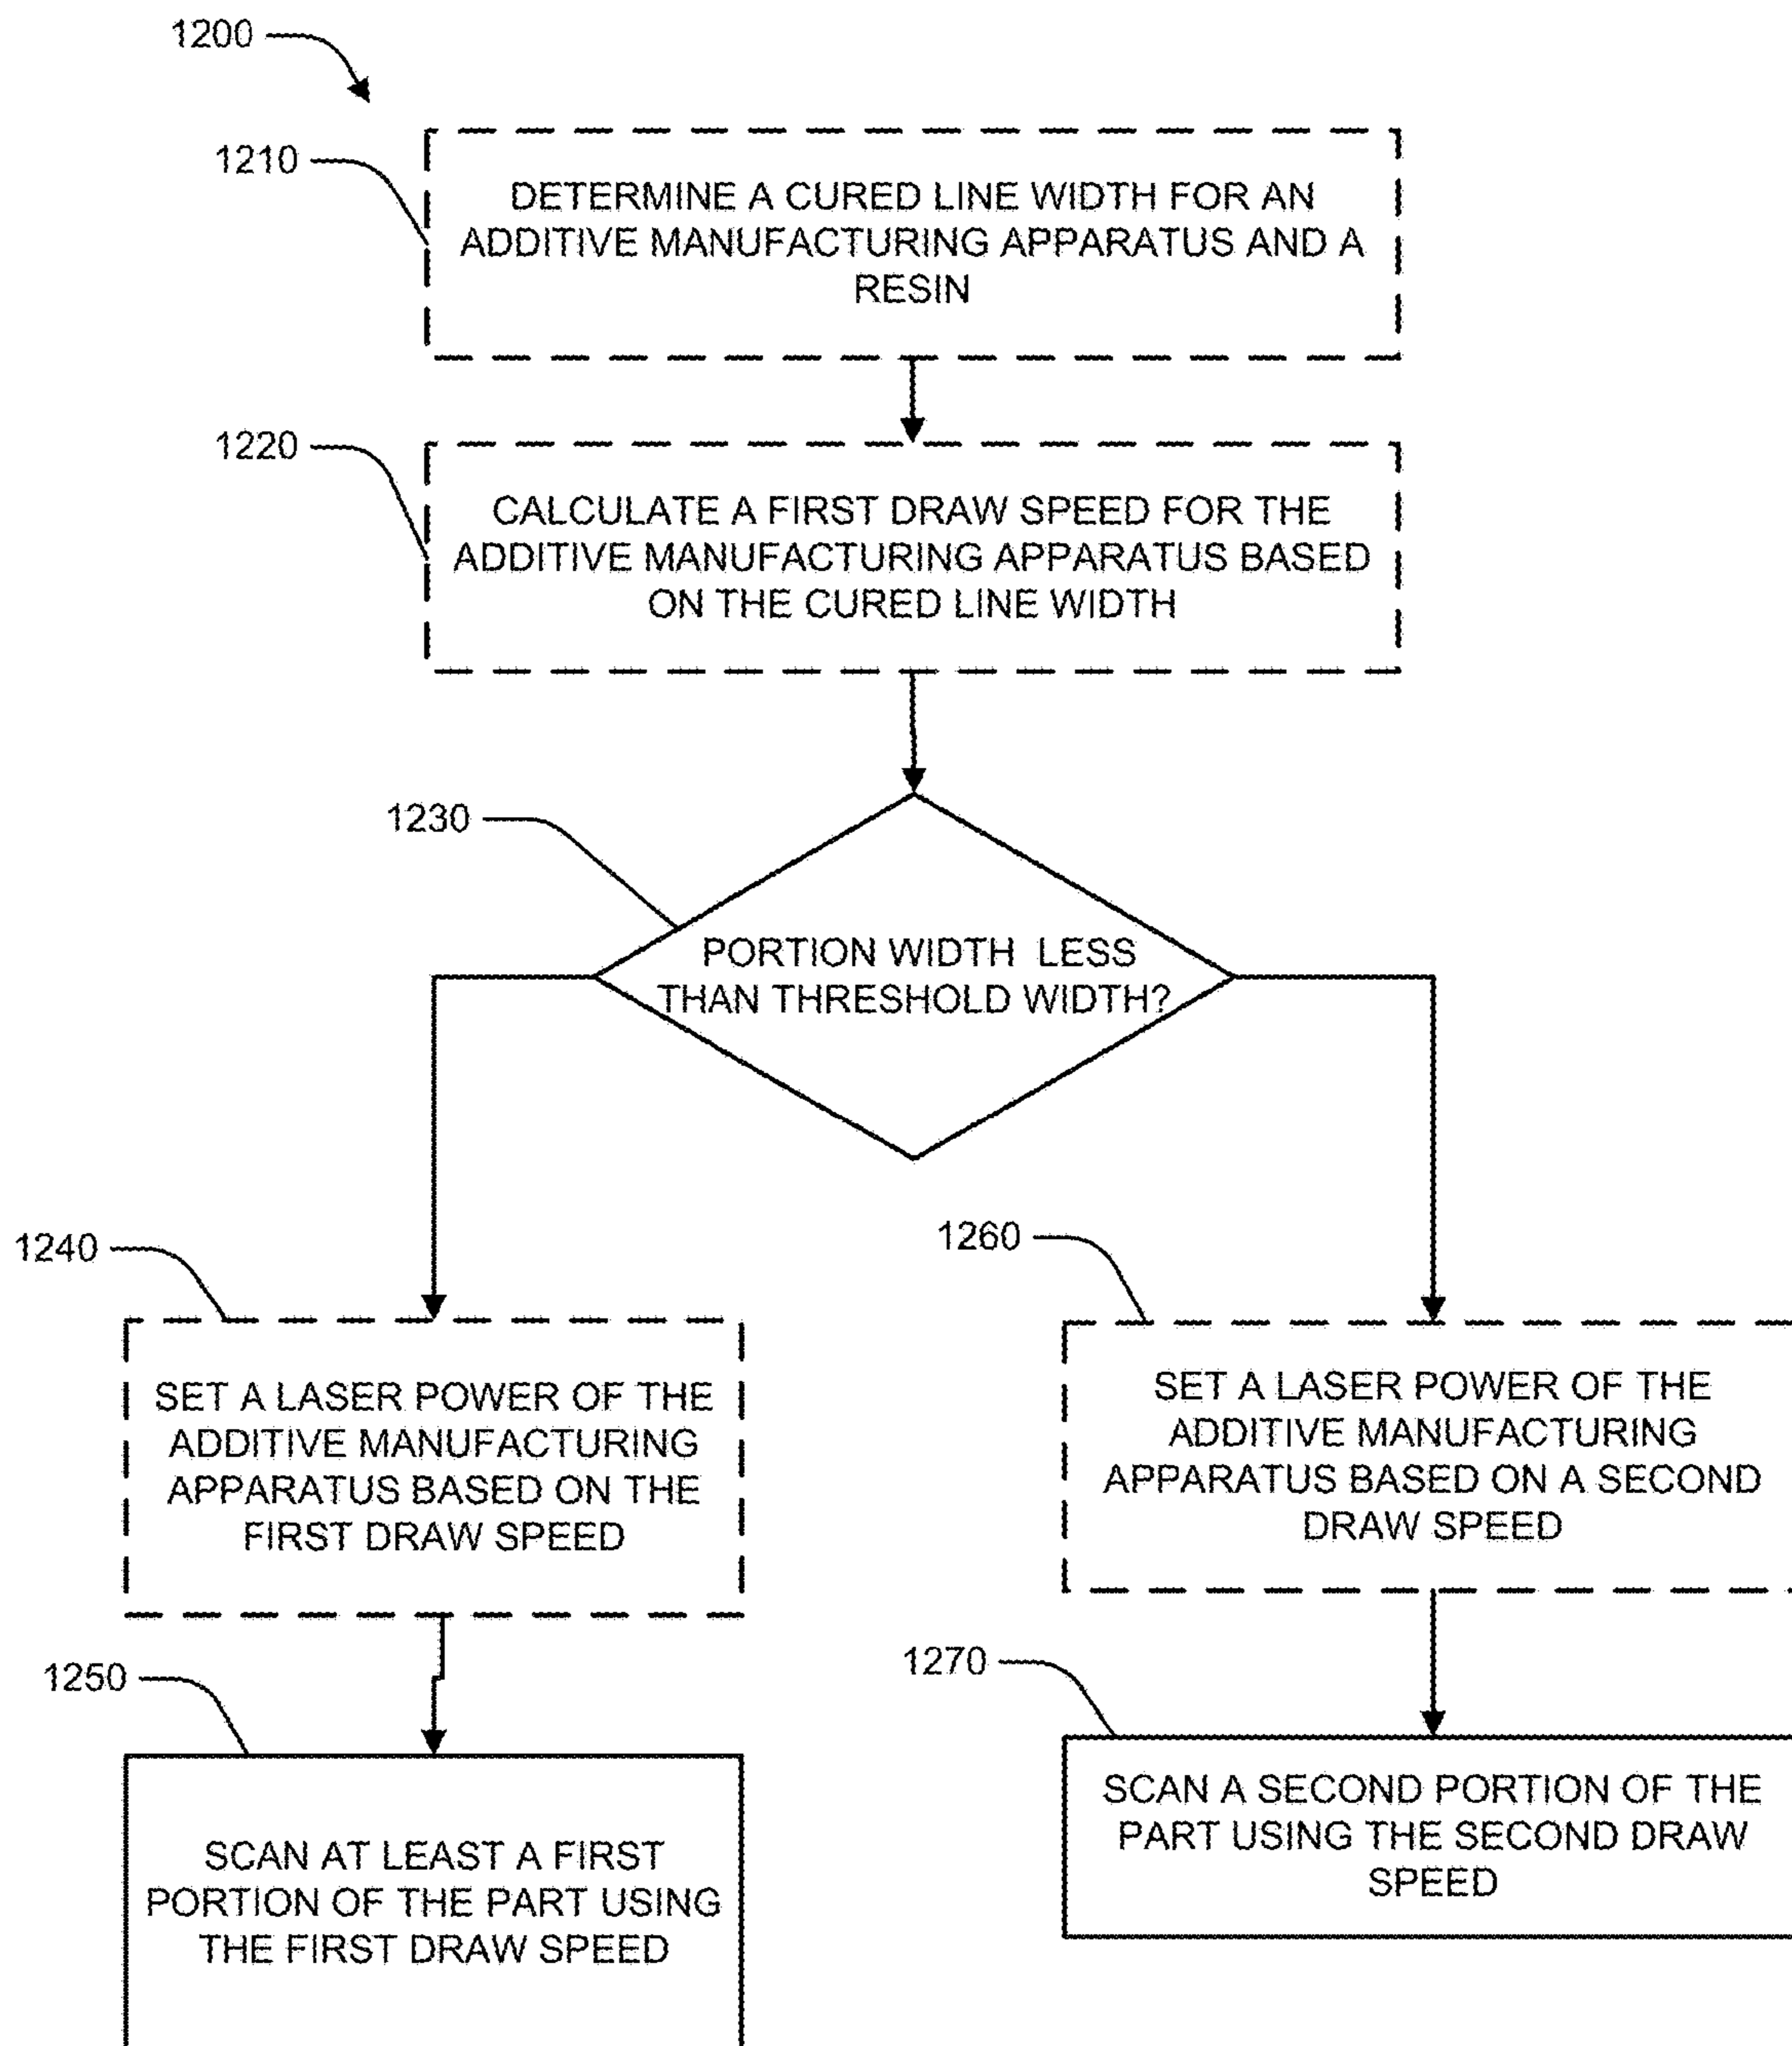 1200
1210
DETERMINE A CURED LINE WIDTH FOR AN
ADDITIVE MANUFACTURING APPARATUS AND A
RESIN
1220
CALCULATE A FIRST DRAW SPEED FOR THE
ADDITIVE MANUFACTURING APPARATUS BASED
ON THE CURED LINE WIDTH
1230
PORTION WIDTH LESS
THAN THRESHOLD WIDTH?
1240
SET A LASER POWER OF THE
ADDITIVE MANUFACTURING
APPARATUS BASED ON THE
FIRST DRAW SPEED
1250
SCAN AT LEAST A FIRST
PORTION OF THE PART USING
THE FIRST DRAW SPEED
1260
SET A LASER POWER OF THE
ADDITIVE MANUFACTURING
APPARATUS BASED ON A SECOND
DRAW SPEED
1270
SCAN A SECOND PORTION OF THE
PART USING THE SECOND DRAW
SPEED